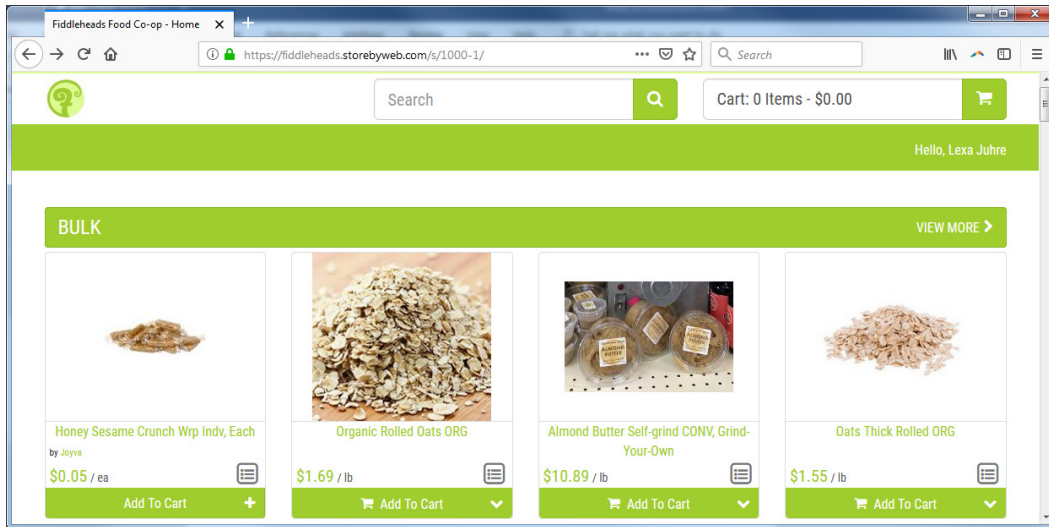 Fiddleheads Food Co-op - Home
https://fiddleheads.storebyweb.com/s/1000-1/
Search
Search
Cart: 0 Items - $0.00
Hello, Lexa Juhre
BULK
VIEW MORE
ALMOND
BUTTER
Honey Sesame Crunch Wrp Indv, Each
by Joyva
$0.05 / ea
Add To Cart
Organic Rolled Oats ORG
$1.69 / lb
Add To Cart
Almond Butter Self-grind CONV, Grind-
Your-Own
$10.89 / lb
Add To Cart
Oats Thick Rolled ORG
$1.55 / lb
Add To Cart